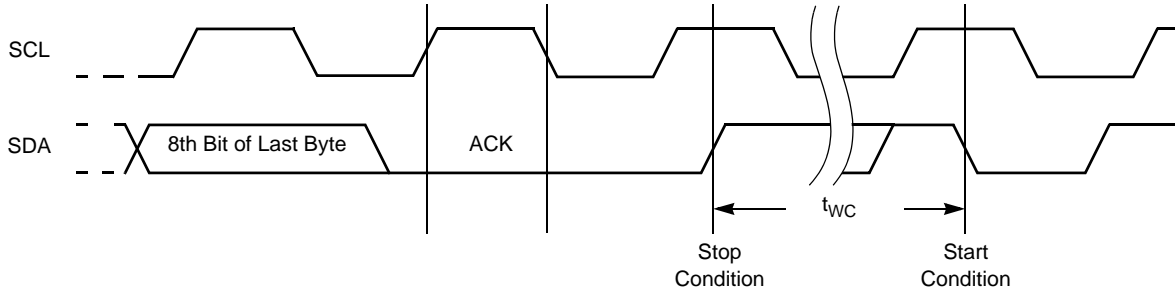 SCL
SDA
8th Bit of Last Byte
ACK
tWC
Stop
Condition
Start
Condition